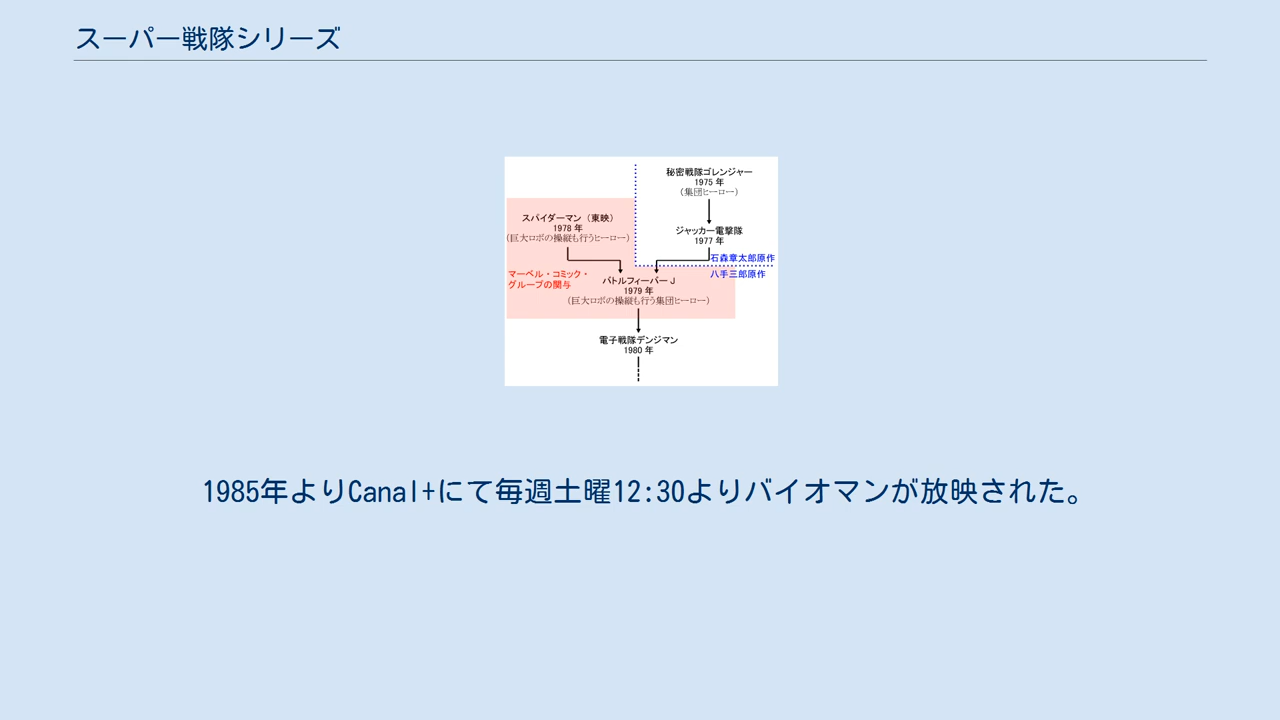 スーパー戦隊シリーズ
秘密戦隊ゴレンジャー
1975 年
(集団ヒーロー)
スパイダーマン (東映)
1978 年
(巨大ロボの操縦も行うヒーロー)
ジャッカー電撃隊
1977 年
石森章太郎原作
八手三郎原作
マーベル・コミック・
グループの関与
バトルフィーバー J
1979 年
(巨大ロボの操縦も行う集団ヒーロー)
電子戦隊デンジマン
1980 年
1985年よりCanal+にて毎週土曜12:30よりバイオマンが放映された。